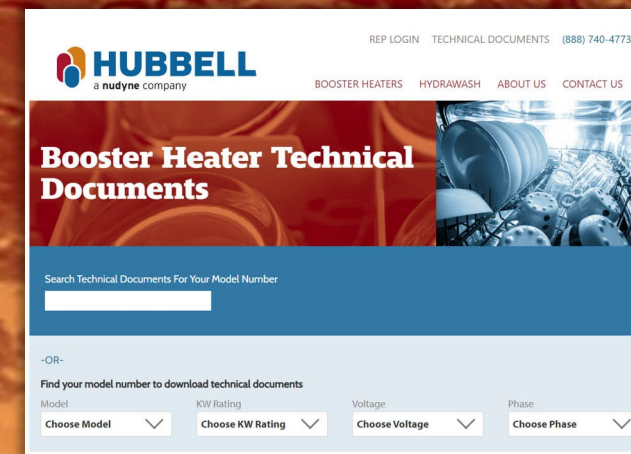 REP LOGIN TECHNICAL DOCUMENTS (888) 740-4773
HUBBELL
a nudyne company
BOOSTER HEATERS HYDRAWASH ABOUT US CONTACT US
Booster Heater Technical
Documents
Search Technical Documents For Your Model Number
-OR-
Find your model number to download technical documents
Model KW Rating Voltage Phase
Choose Model Choose KW Rating Choose Voltage Choose Phase